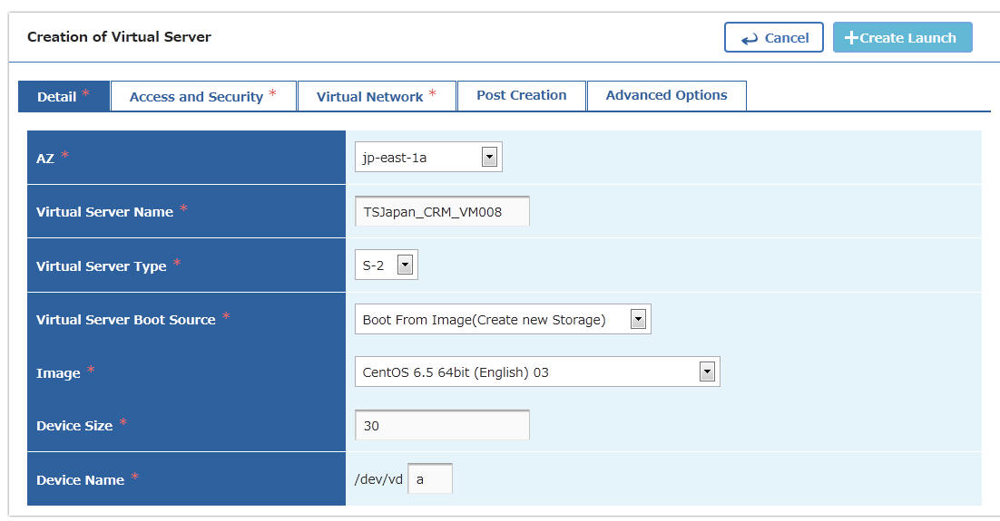 Creation of Virtual Server
Cancel
+Create Launch
Detail * Access and Security * Virtual Network * Post Creation Advanced Options
AZ * jp-east-1a
Virtual Server Name * TSJapan_CRM_VM008
Virtual Server Type * S-2
Virtual Server Boot Source * Boot From Image(Create new Storage)
Image * CentOS 6.5 64bit (English) 03
Device Size * 30
Device Name * /dev/vd a